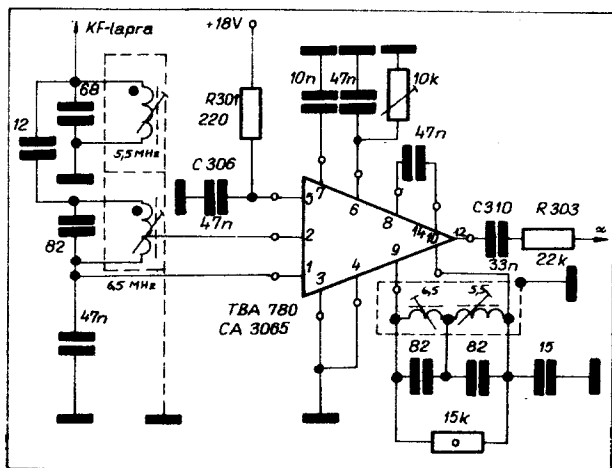 KF-lapra
+18V
68
12
5,5 MHz
R301
220
10n
47n
10k
47n
C306
47n
5
7
6
8
14
10
12
C310
33n
R303
22k
α
82
2
6,5 MHz
1
3
4
9
TBA 780
CA 3065
47n
6,5
5,5
82
82
15
15k